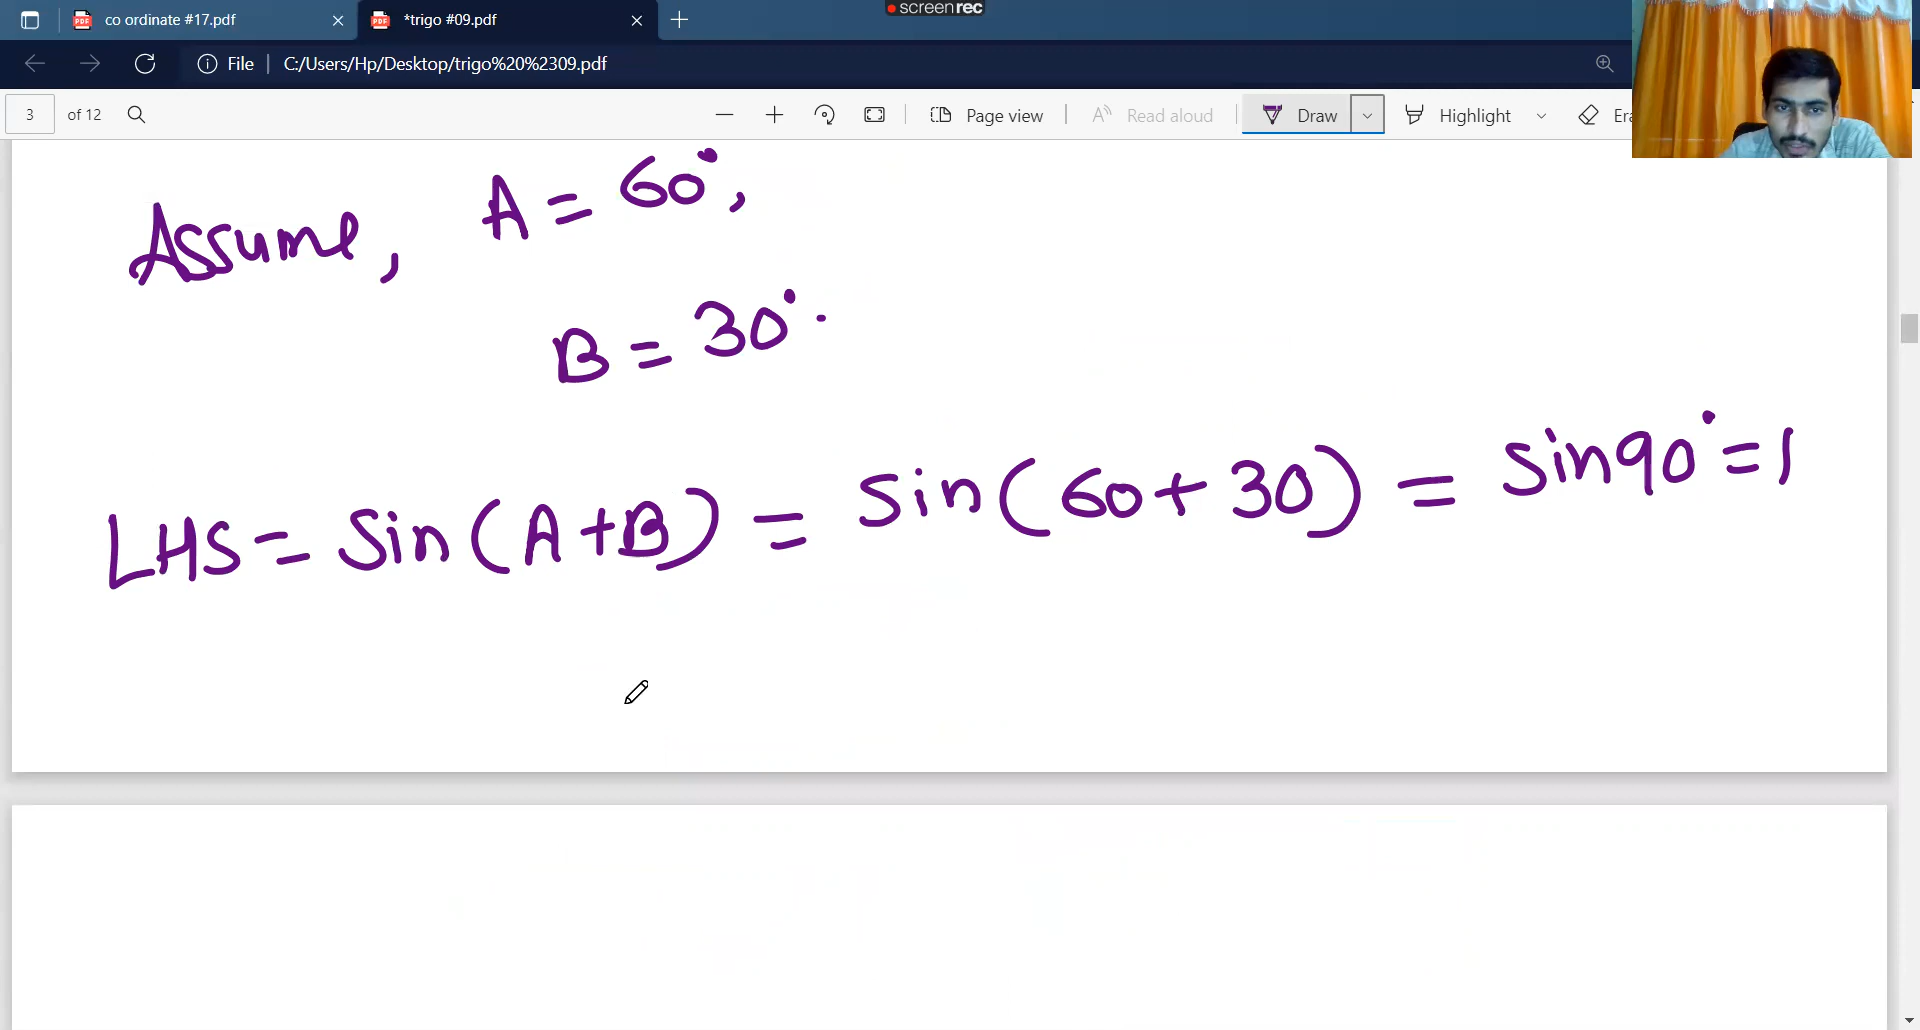 screenrec
co ordinate #17.pdf
*trigo #09.pdf
File
C:/Users/Hp/Desktop/trigo%20%2309.pdf
3 of 12
Page view
Read aloud
Draw
Highlight
Era
Assume, A = 60°,
B = 30°.
LHS = Sin(A+B) = Sin(60+30) = Sin90° = 1